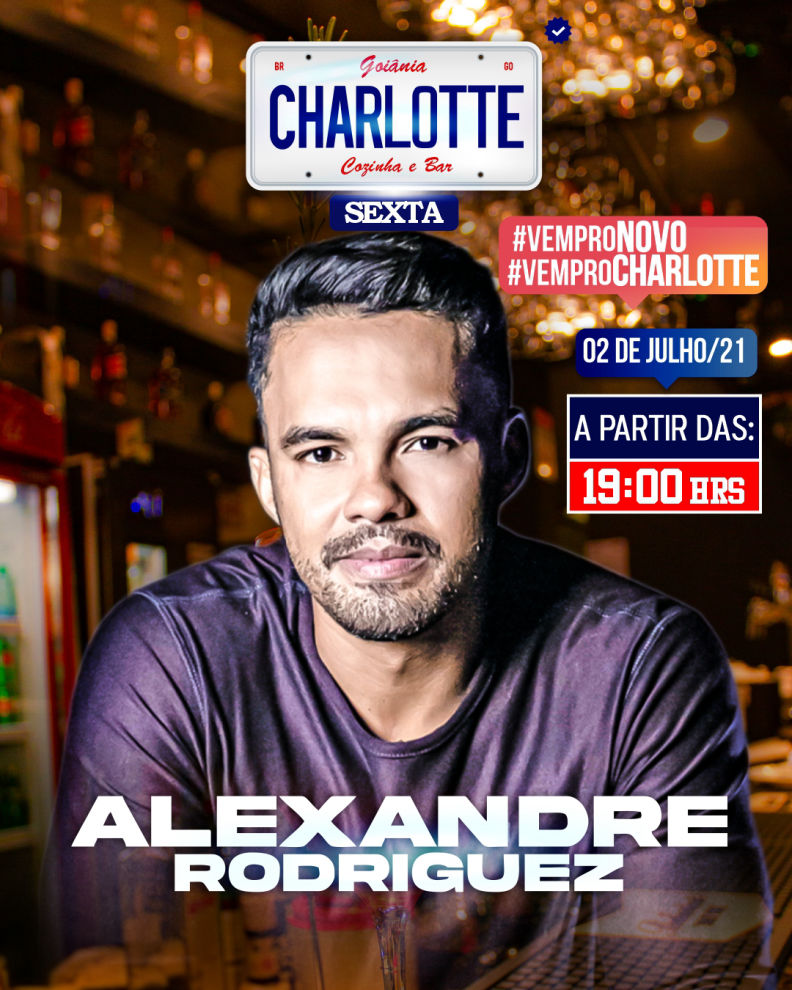 BR Goiânia GO
CHARLOTTE
Cozinha e Bar
SEXTA
#VEMPRONOVO
#VEMPROCHARLOTTE
02 DE JULHO/21
A PARTIR DAS:
19:00 HRS
ALEXANDRE
RODRIGUEZ